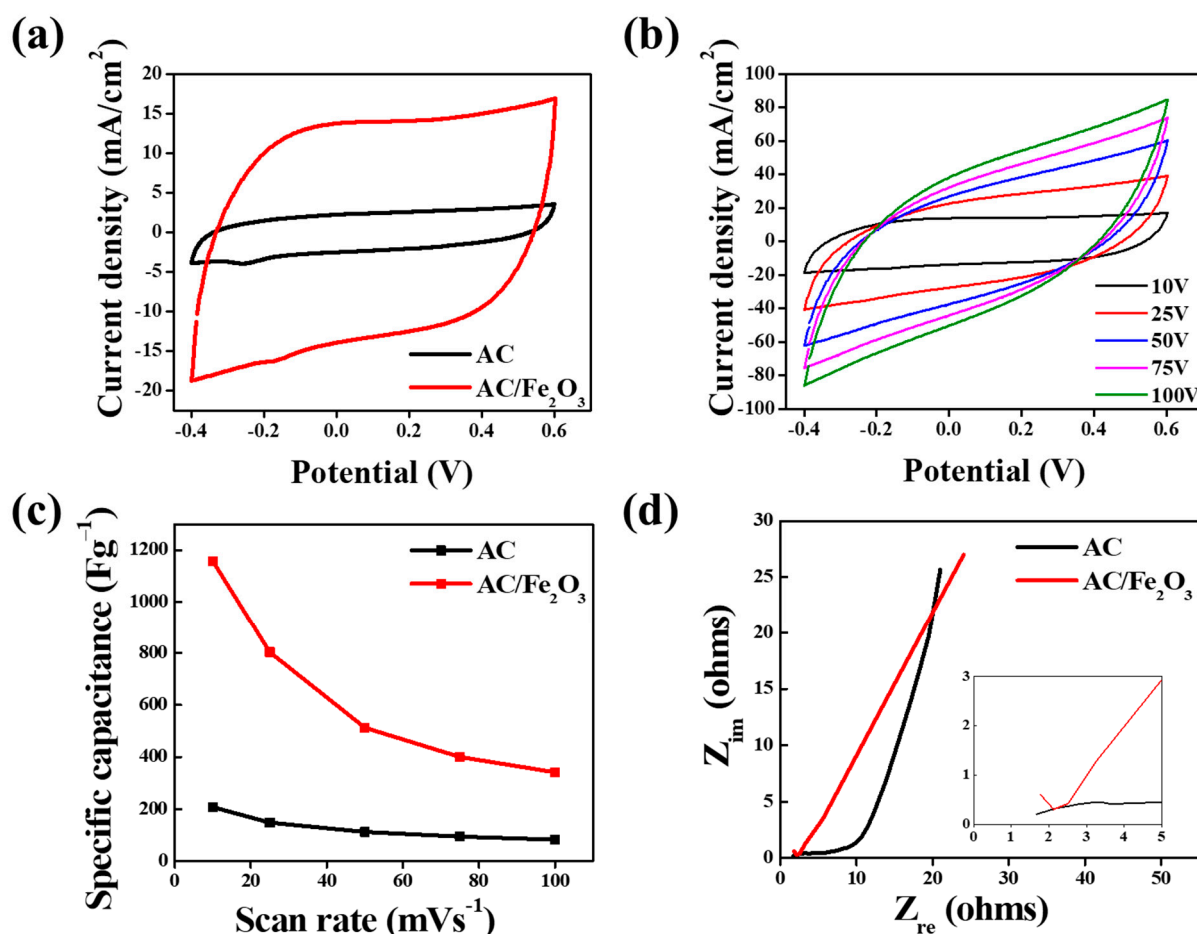 (a)
Current density (mA/cm²)
20
15
10
5
0
-5
-10
-15
-20
-0.4 -0.2 0.0 0.2 0.4 0.6
Potential (V)
AC
AC/Fe₂O₃
(b)
Current density (mA/cm²)
100
80
60
40
20
0
-20
-40
-60
-80
-100
-0.4 -0.2 0.0 0.2 0.4 0.6
Potential (V)
10V
25V
50V
75V
100V
(c)
Specific capacitance (Fg⁻¹)
1200
1000
800
600
400
200
0
0 20 40 60 80 100
Scan rate (mVs⁻¹)
AC
AC/Fe₂O₃
(d)
Z_im (ohms)
30
25
20
15
10
5
0
0 10 20 30 40 50
Z_re (ohms)
AC
AC/Fe₂O₃
3
2
1
0
0 1 2 3 4 5